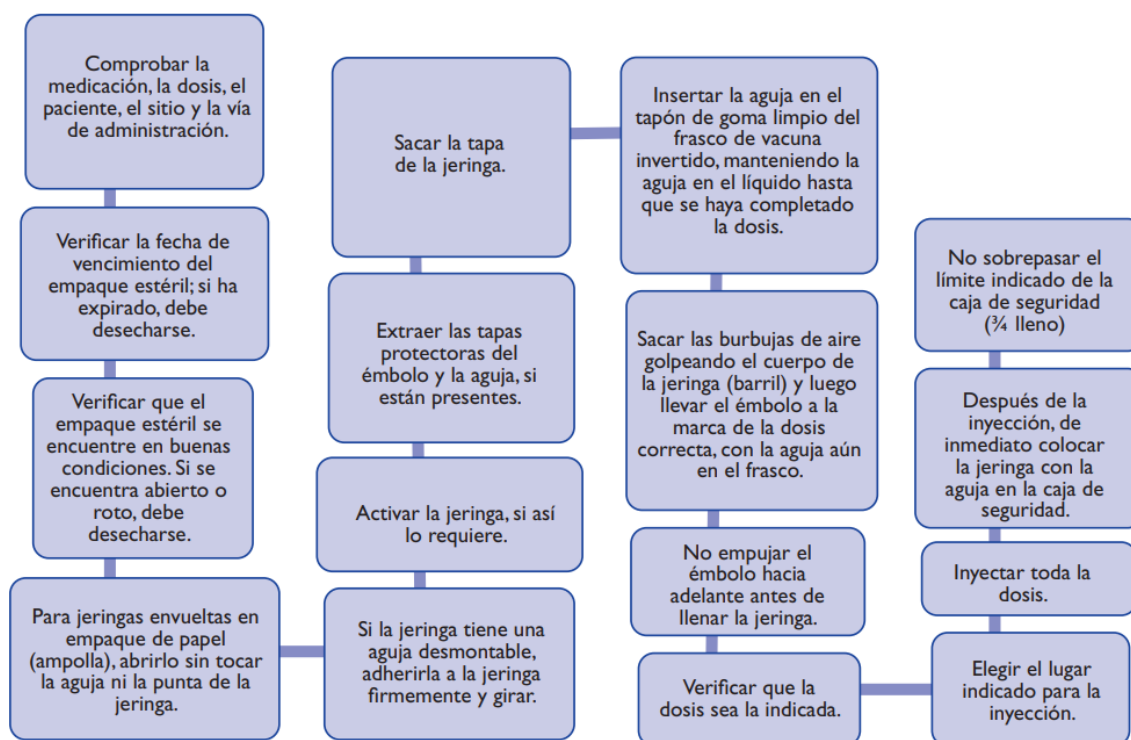 Comprobar la
medicación, la dosis, el
paciente, el sitio y la vía
de administración.
Verificar la fecha de
vencimiento del
empaque estéril; si ha
expirado, debe
desecharse.
Verificar que el
empaque estéril se
encuentre en buenas
condiciones. Si se
encuentra abierto o
roto, debe
desecharse.
Para jeringas envueltas en
empaque de papel
(ampolla), abrirlo sin tocar
la aguja ni la punta de la
jeringa.
Si la jeringa tiene una
aguja desmontable,
adherirla a la jeringa
firmemente y girar.
Activar la jeringa, si así
lo requiere.
Extraer las tapas
protectoras del
émbolo y la aguja, si
están presentes.
Sacar la tapa
de la jeringa.
Insertar la aguja en el
tapón de goma limpio del
frasco de vacuna
invertido, manteniendo la
aguja en el líquido hasta
que se haya completado
la dosis.
Sacar las burbujas de aire
golpeando el cuerpo de
la jeringa (barril) y luego
llevar el émbolo a la
marca de la dosis
correcta, con la aguja aún
en el frasco.
No empujar el
émbolo hacia
adelante antes de
llenar la jeringa.
Verificar que la
dosis sea la indicada.
Elegir el lugar
indicado para la
inyección.
Inyectar toda la
dosis.
Después de la
inyección, de
inmediato colocar
la jeringa con la
aguja en la caja de
seguridad.
No sobrepasar el
límite indicado de la
caja de seguridad
(¾ lleno)